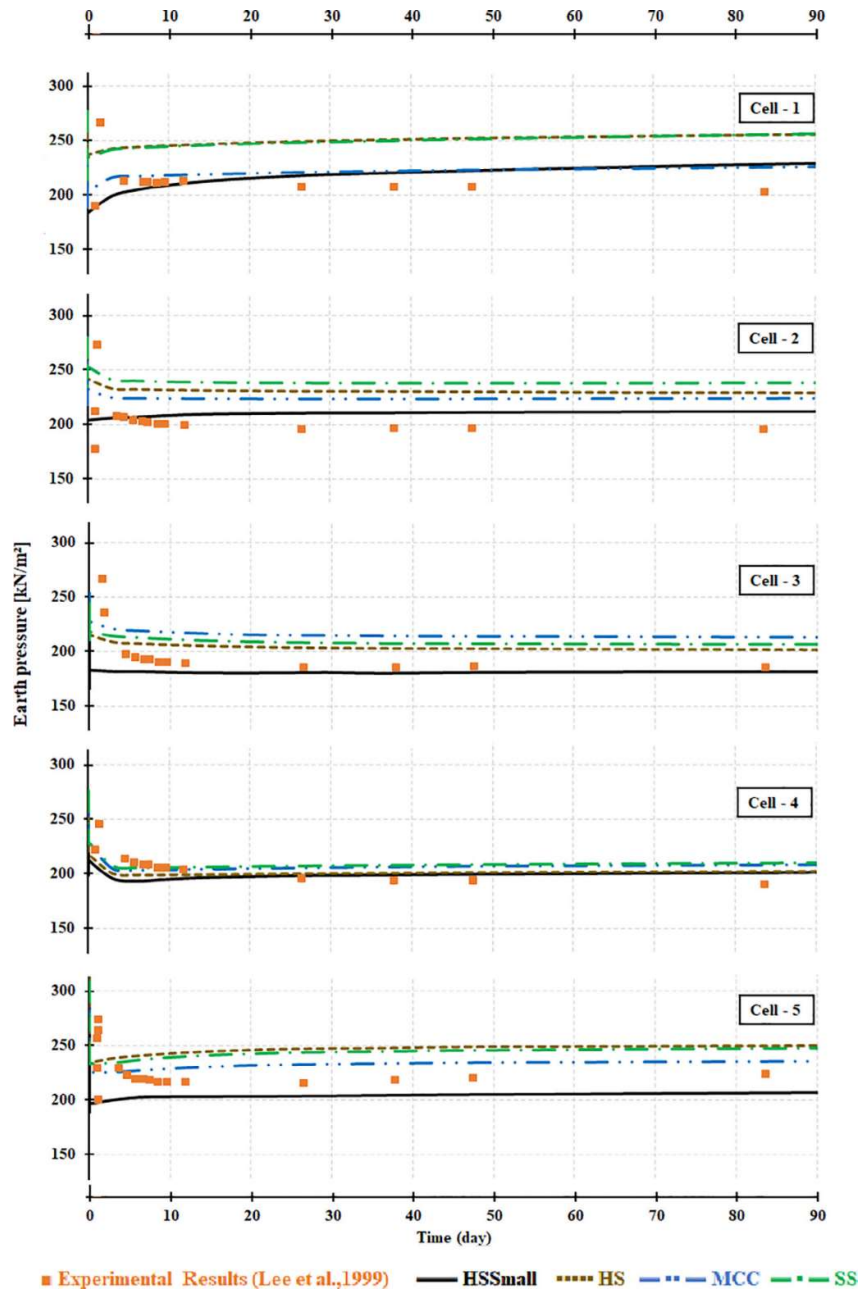 0 10 20 30 40 50 60 70 80 90
300
Cell - 1
250
200
150
300
Cell - 2
250
200
150
300
Cell - 3
250
200
150
Earth pressure [kN/m²]
300
Cell - 4
250
200
150
300
Cell - 5
250
200
150
0 10 20 30 40 50 60 70 80 90
Time (day)
Experimental Results (Lee et al.,1999) HSSmall HS MCC SS